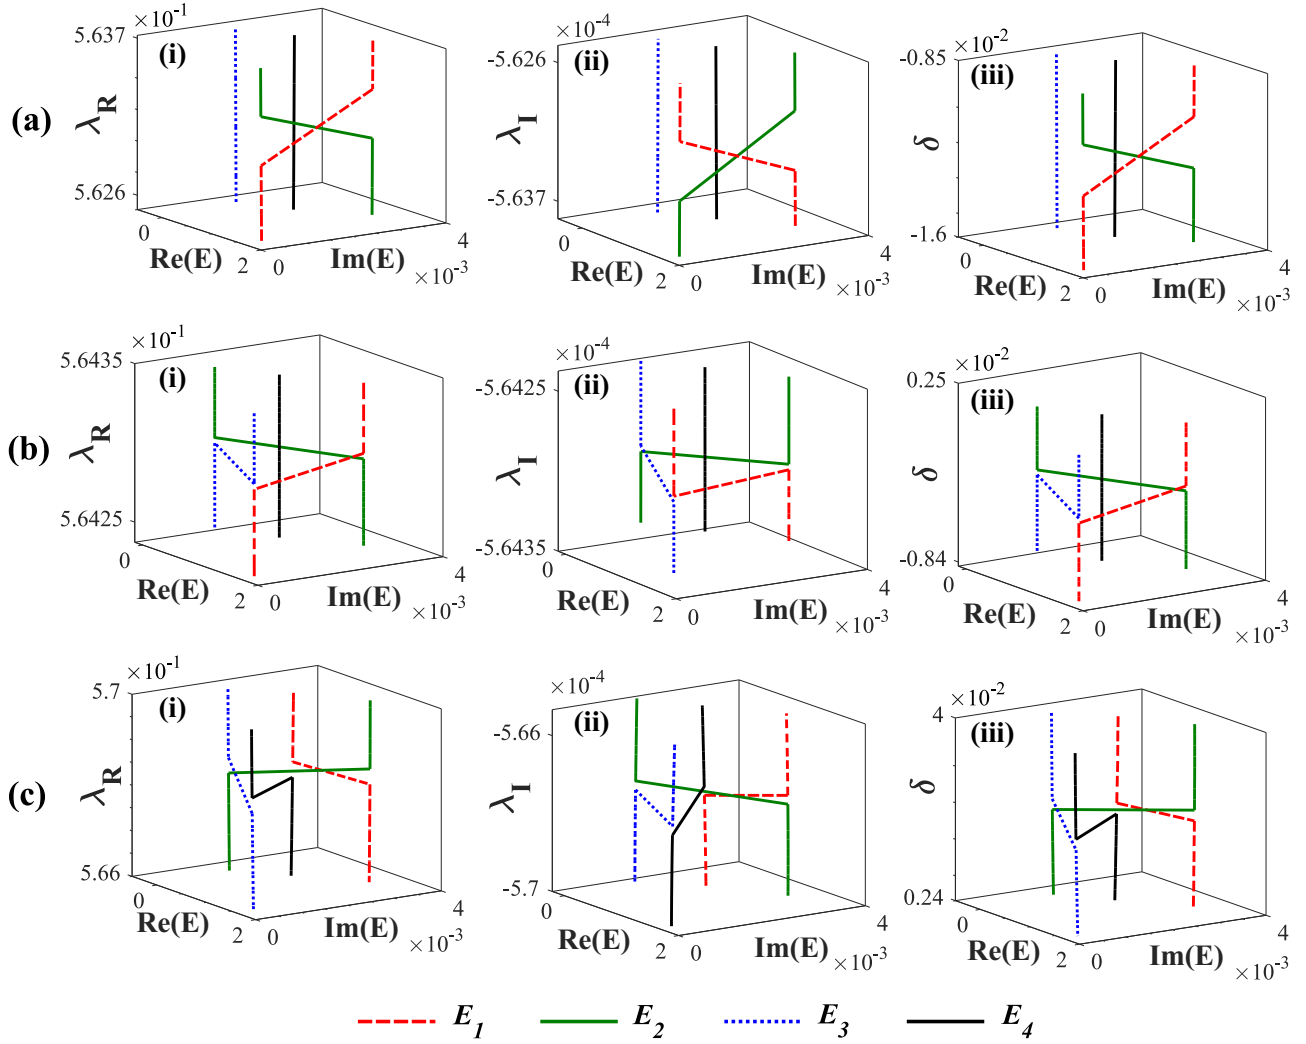 (a)
×10⁻¹
5.637
5.626
λ_R
(i)
0
Re(E)
2
0
Im(E)
4
×10⁻³
×10⁻⁴
-5.626
-5.637
λ_I
(ii)
0
Re(E)
2
0
Im(E)
4
×10⁻³
×10⁻²
-0.85
-1.6
δ
(iii)
0
Re(E)
2
0
Im(E)
4
×10⁻³
(b)
×10⁻¹
5.6435
5.6425
λ_R
(i)
0
Re(E)
2
0
Im(E)
4
×10⁻³
×10⁻⁴
-5.6425
-5.6435
λ_I
(ii)
0
Re(E)
2
0
Im(E)
4
×10⁻³
×10⁻²
0.25
-0.84
δ
(iii)
0
Re(E)
2
0
Im(E)
4
×10⁻³
(c)
×10⁻¹
5.7
5.66
λ_R
(i)
0
Re(E)
2
0
Im(E)
4
×10⁻³
×10⁻⁴
-5.66
-5.7
λ_I
(ii)
0
Re(E)
2
0
Im(E)
4
×10⁻³
×10⁻²
4
0.24
δ
(iii)
0
Re(E)
2
0
Im(E)
4
×10⁻³
E₁ E₂ E₃ E₄